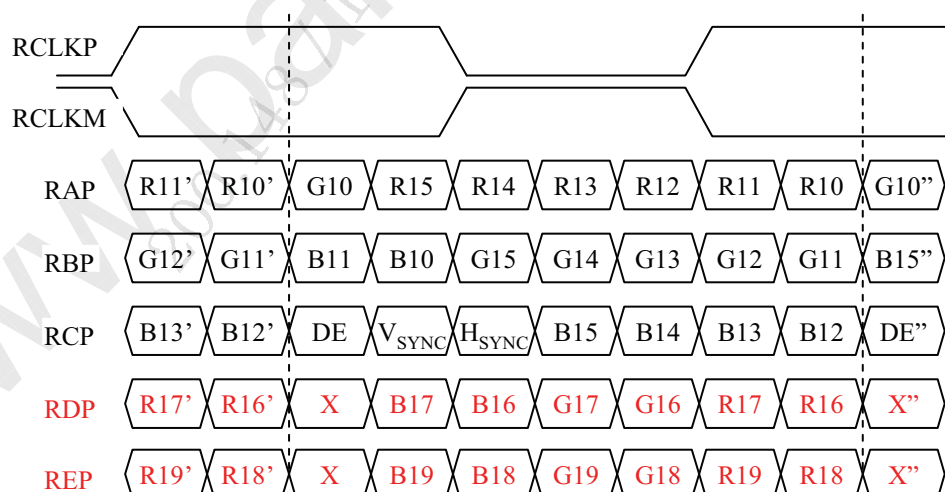 RCLKP
RCLKM
RAP R11’ R10’ G10 R15 R14 R13 R12 R11 R10 G10”
RBP G12’ G11’ B11 B10 G15 G14 G13 G12 G11 B15”
RCP B13’ B12’ DE VSYNC HSYNC B15 B14 B13 B12 DE”
RDP R17’ R16’ X B17 B16 G17 G16 R17 R16 X”
REP R19’ R18’ X B19 B18 G19 G18 R19 R18 X”